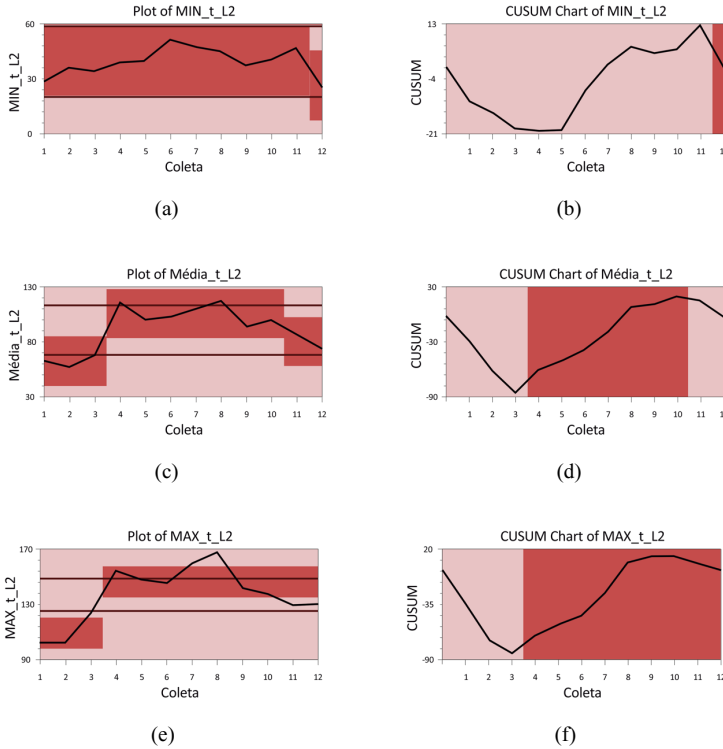 Plot of MIN_t_L2
MIN_t_L2
60
30
0
1 2 3 4 5 6 7 8 9 10 11 12
Coleta
(a)
CUSUM Chart of MIN_t_L2
CUSUM
13
-4
-21
1 2 3 4 5 6 7 8 9 10 11 12
Coleta
(b)
Plot of Média_t_L2
Média_t_L2
130
80
30
1 2 3 4 5 6 7 8 9 10 11 12
Coleta
(c)
CUSUM Chart of Média_t_L2
CUSUM
30
-30
-90
1 2 3 4 5 6 7 8 9 10 11 12
Coleta
(d)
Plot of MAX_t_L2
MAX_t_L2
170
130
90
1 2 3 4 5 6 7 8 9 10 11 12
Coleta
(e)
CUSUM Chart of MAX_t_L2
CUSUM
20
-35
-90
1 2 3 4 5 6 7 8 9 10 11 12
Coleta
(f)